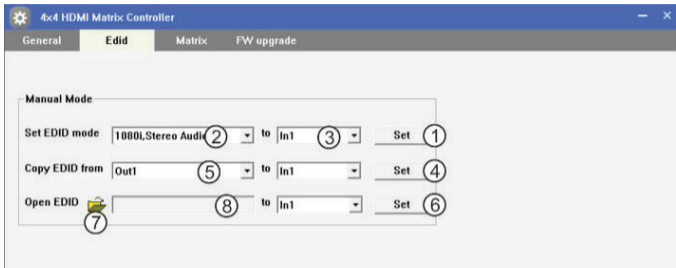 4x4 HDMI Matrix Controller
General Edid Matrix FW upgrade
Manual Mode
Set EDID mode 1080i,Stereo Audio 2 to In1 3 Set 1
Copy EDID from Out1 5 to In1 Set 4
Open EDID 7 8 to In1 Set 6